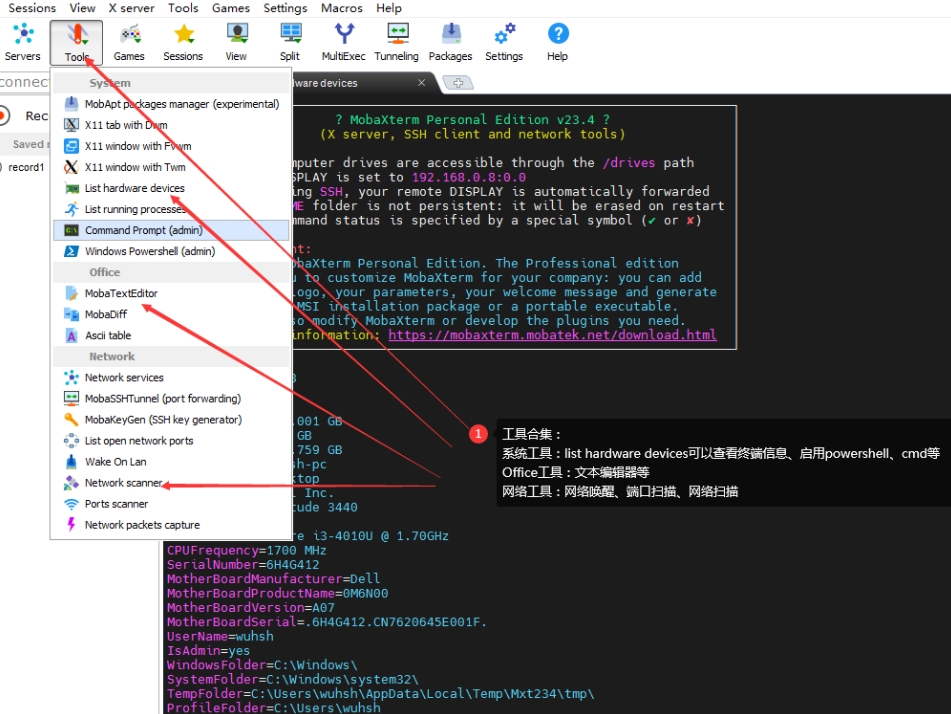 Sessions View X server Tools Games Settings Macros Help
Servers Tools Games Sessions View Split MultiExec Tunneling Packages Settings Help
connect
ware devices
Rec
Saved
record1
System
MobApt packages manager (experimental)
X11 tab with Dwm
X11 window with Fvwm
X11 window with Twm
List hardware devices
List running processes
Command Prompt (admin)
Windows Powershell (admin)
Office
MobaTextEditor
MobaDiff
Ascii table
Network
Network services
MobaSSHTunnel (port forwarding)
MobaKeyGen (SSH key generator)
List open network ports
Wake On Lan
Network scanner
Ports scanner
Network packets capture
? MobaXterm Personal Edition v23.4 ?
(X server, SSH client and network tools)
mputer drives are accessible through the /drives path
SPLAY is set to 192.168.0.8:0.0
ing SSH, your remote DISPLAY is automatically forwarded
ME folder is not persistent: it will be erased on restart
mmand status is specified by a special symbol (✔ or ✘)
nt:
obaXterm Personal Edition. The Professional edition
u to customize MobaXterm for your company: you can add
logo, your parameters, your welcome message and generate
MSI installation package or a portable executable.
so modify MobaXterm or develop the plugins you need.
information: https://mobaxterm.mobatek.net/download.html
.001 GB
GB
.759 GB
sh-pc
ktop
l Inc.
tude 3440
re i3-4010U @ 1.70GHz
CPUFrequency=1700 MHz
SerialNumber=6H4G412
MotherBoardManufacturer=Dell
MotherBoardProductName=0M6N00
MotherBoardVersion=A07
MotherBoardSerial=.6H4G412.CN7620645E001F.
UserName=wuhsh
IsAdmin=yes
WindowsFolder=C:\Windows\
SystemFolder=C:\Windows\system32\
TempFolder=C:\Users\wuhsh\AppData\Local\Temp\Mxt234\tmp\
ProfileFolder=C:\Users\wuhsh
1
工具合集：
系统工具：list hardware devices可以查看终端信息、启用powershell、cmd等
Office工具：文本编辑器等
网络工具：网络唤醒、端口扫描、网络扫描